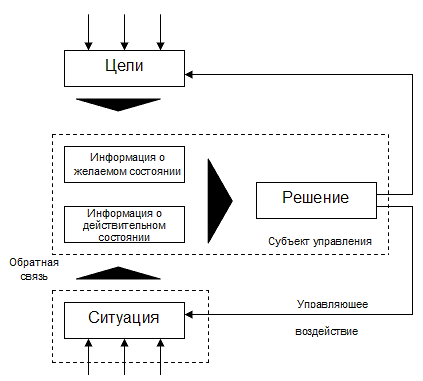 Цели
Информация о
желаемом состоянии
Информация о
действительном
состоянии
Решение
Субъект управления
Обратная
связь
Ситуация
Управляющее
воздействие